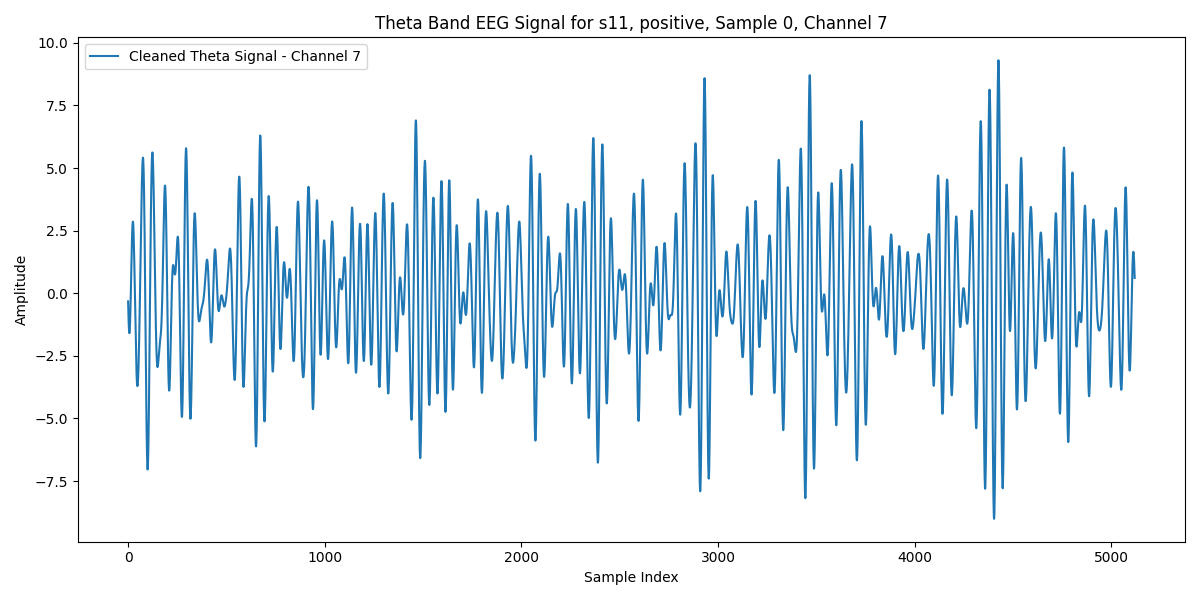 Theta Band EEG Signal for s11, positive, Sample 0, Channel 7
Cleaned Theta Signal - Channel 7
10.0
7.5
5.0
2.5
0.0
−2.5
−5.0
−7.5
Amplitude
0 1000 2000 3000 4000 5000
Sample Index